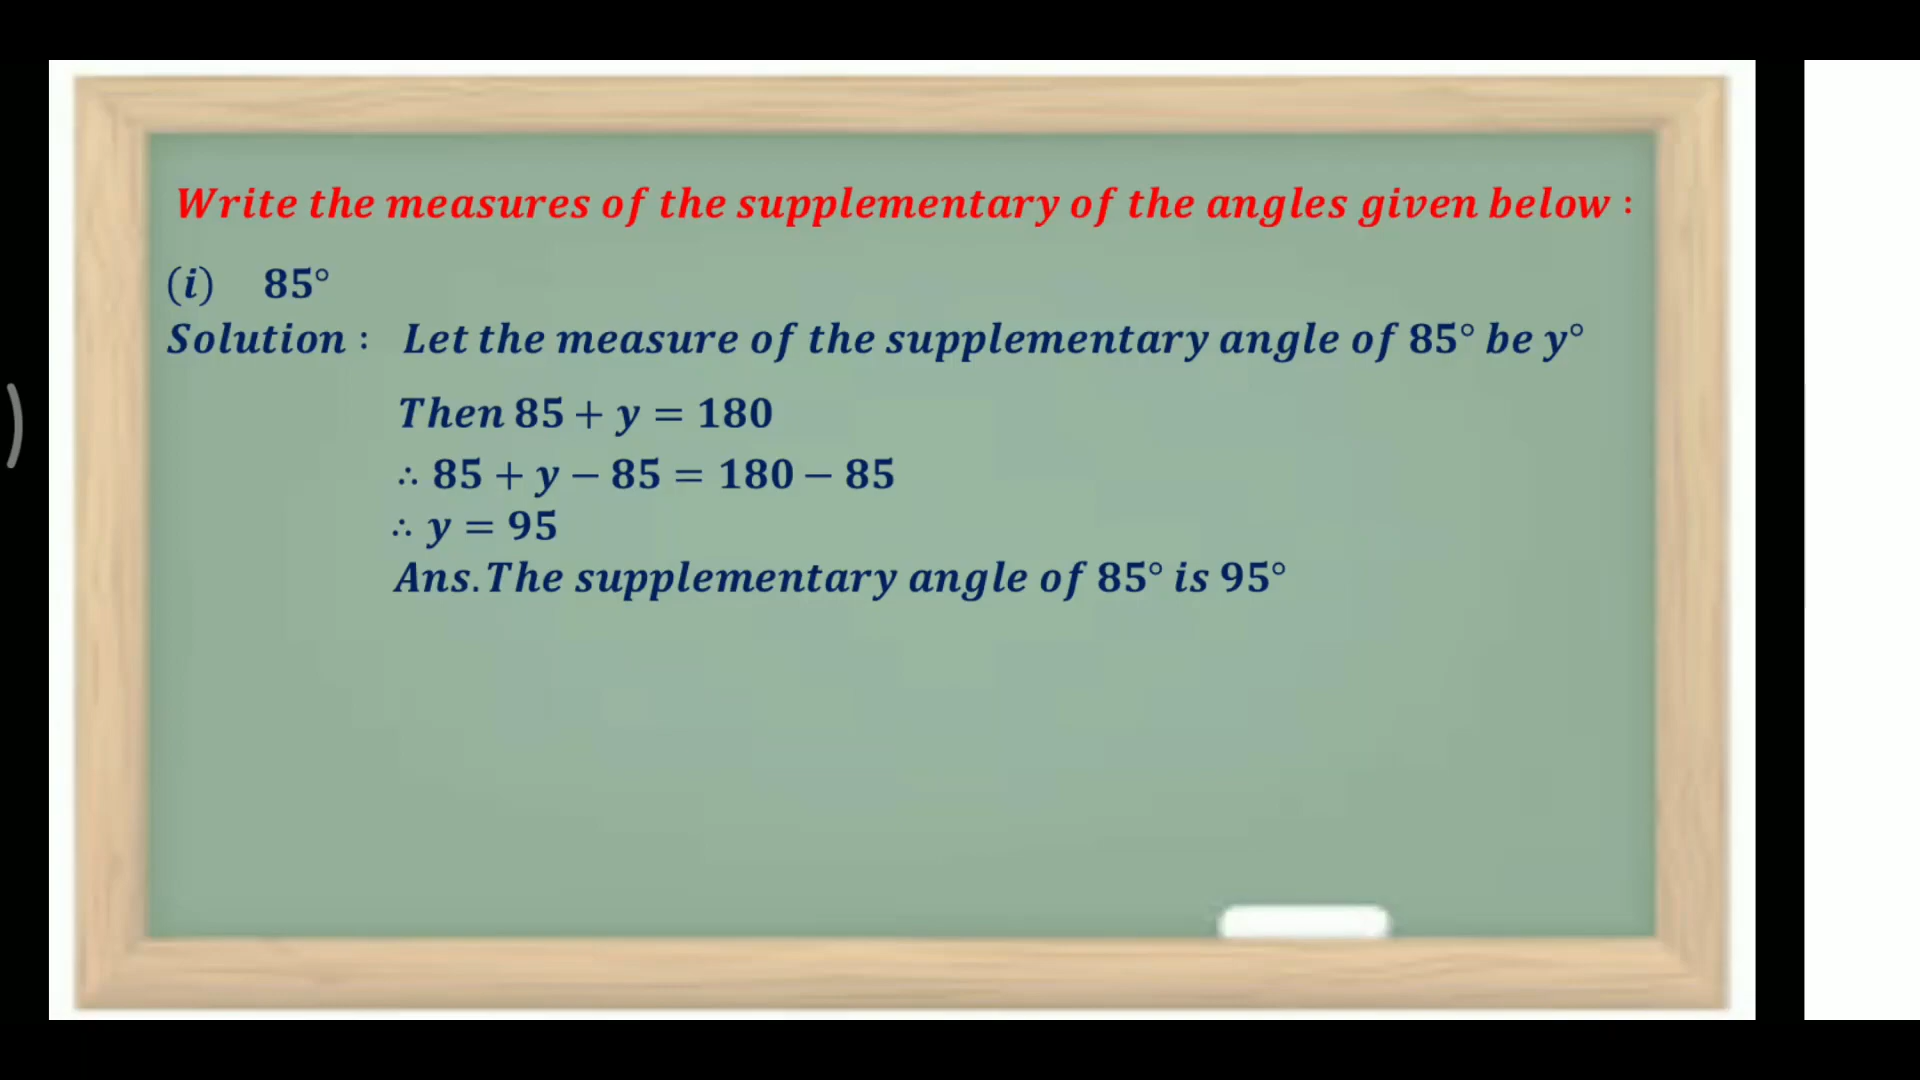 Write the measures of the supplementary of the angles given below :
(i) 85°
Solution : Let the measure of the supplementary angle of 85° be y°
Then 85 + y = 180
∴ 85 + y − 85 = 180 − 85
∴ y = 95
Ans. The supplementary angle of 85° is 95°